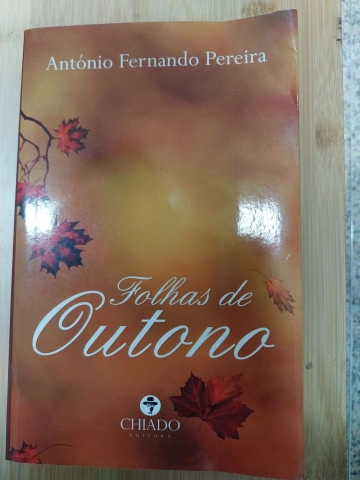 António Fernando Pereira
Folhas de
Outono
CHIADO
EDITORA